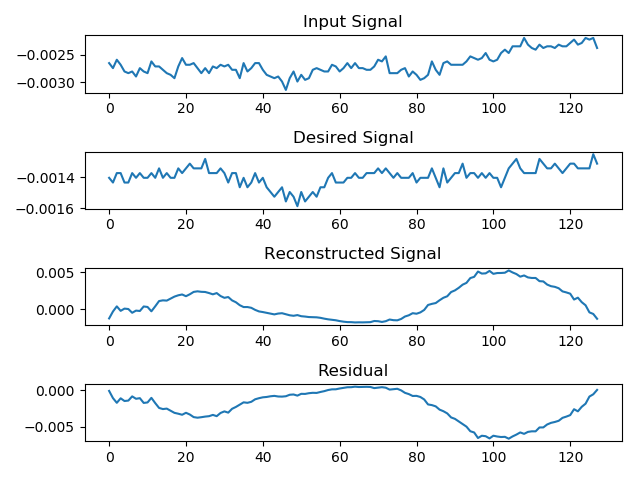 Input Signal
−0.0025
−0.0030
0 20 40 60 80 100 120
Desired Signal
−0.0014
−0.0016
0 20 40 60 80 100 120
Reconstructed Signal
0.005
0.000
0 20 40 60 80 100 120
Residual
0.000
−0.005
0 20 40 60 80 100 120